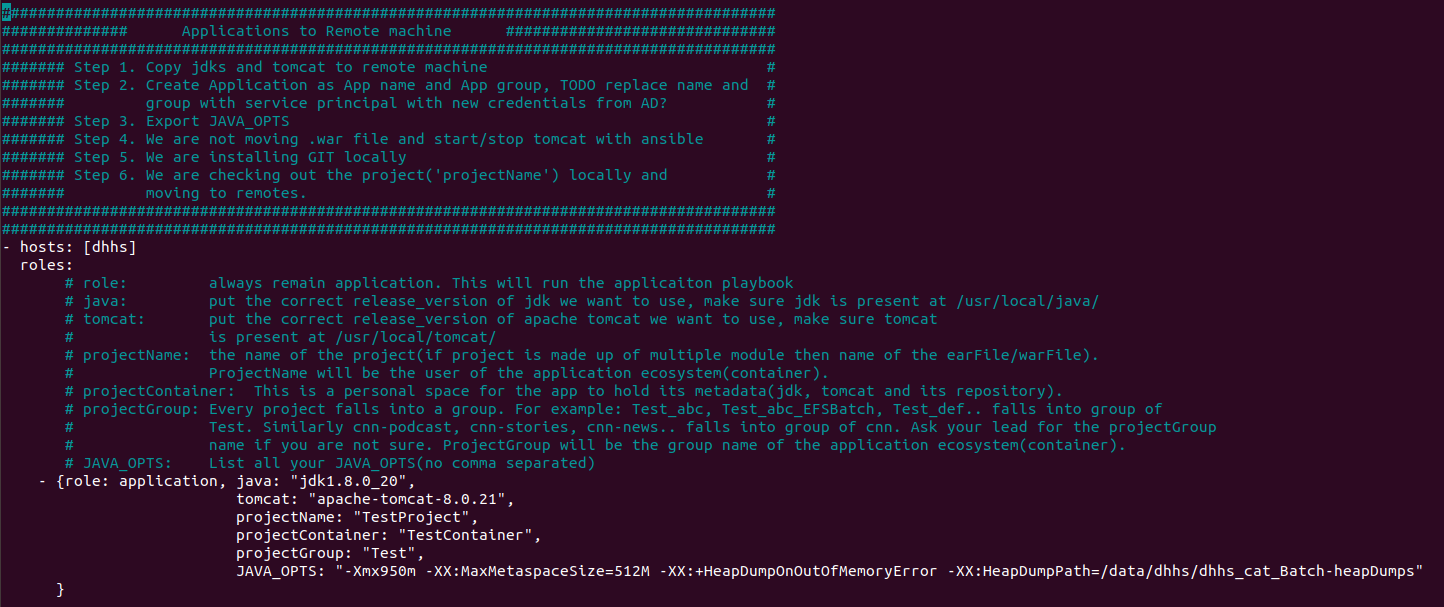 ######################################################################################
##############      Applications to Remote machine      ##############################
######################################################################################
####### Step 1. Copy jdks and tomcat to remote machine                               #
####### Step 2. Create Application as App name and App group, TODO replace name and  #
#######         group with service principal with new credentials from AD?           #
####### Step 3. Export JAVA_OPTS                                                     #
####### Step 4. We are not moving .war file and start/stop tomcat with ansible       #
####### Step 5. We are installing GIT locally                                        #
####### Step 6. We are checking out the project('projectName') locally and           #
#######         moving to remotes.                                                   #
######################################################################################
######################################################################################
- hosts: [dhhs]
  roles:
       # role:         always remain application. This will run the applicaiton playbook
       # java:         put the correct release_version of jdk we want to use, make sure jdk is present at /usr/local/java/
       # tomcat:       put the correct release_version of apache tomcat we want to use, make sure tomcat
       #               is present at /usr/local/tomcat/
       # projectName:  the name of the project(if project is made up of multiple module then name of the earFile/warFile).
       #               ProjectName will be the user of the application ecosystem(container).
       # projectContainer:  This is a personal space for the app to hold its metadata(jdk, tomcat and its repository).
       # projectGroup: Every project falls into a group. For example: Test_abc, Test_abc_EFSBatch, Test_def.. falls into group of
       #               Test. Similarly cnn-podcast, cnn-stories, cnn-news.. falls into group of cnn. Ask your lead for the projectGroup
       #               name if you are not sure. ProjectGroup will be the group name of the application ecosystem(container).
       # JAVA_OPTS:    List all your JAVA_OPTS(no comma separated)
    - {role: application, java: "jdk1.8.0_20",
                          tomcat: "apache-tomcat-8.0.21",
                          projectName: "TestProject",
                          projectContainer: "TestContainer",
                          projectGroup: "Test",
                          JAVA_OPTS: "-Xmx950m -XX:MaxMetaspaceSize=512M -XX:+HeapDumpOnOutOfMemoryError -XX:HeapDumpPath=/data/dhhs/dhhs_cat_Batch-heapDumps"
      }